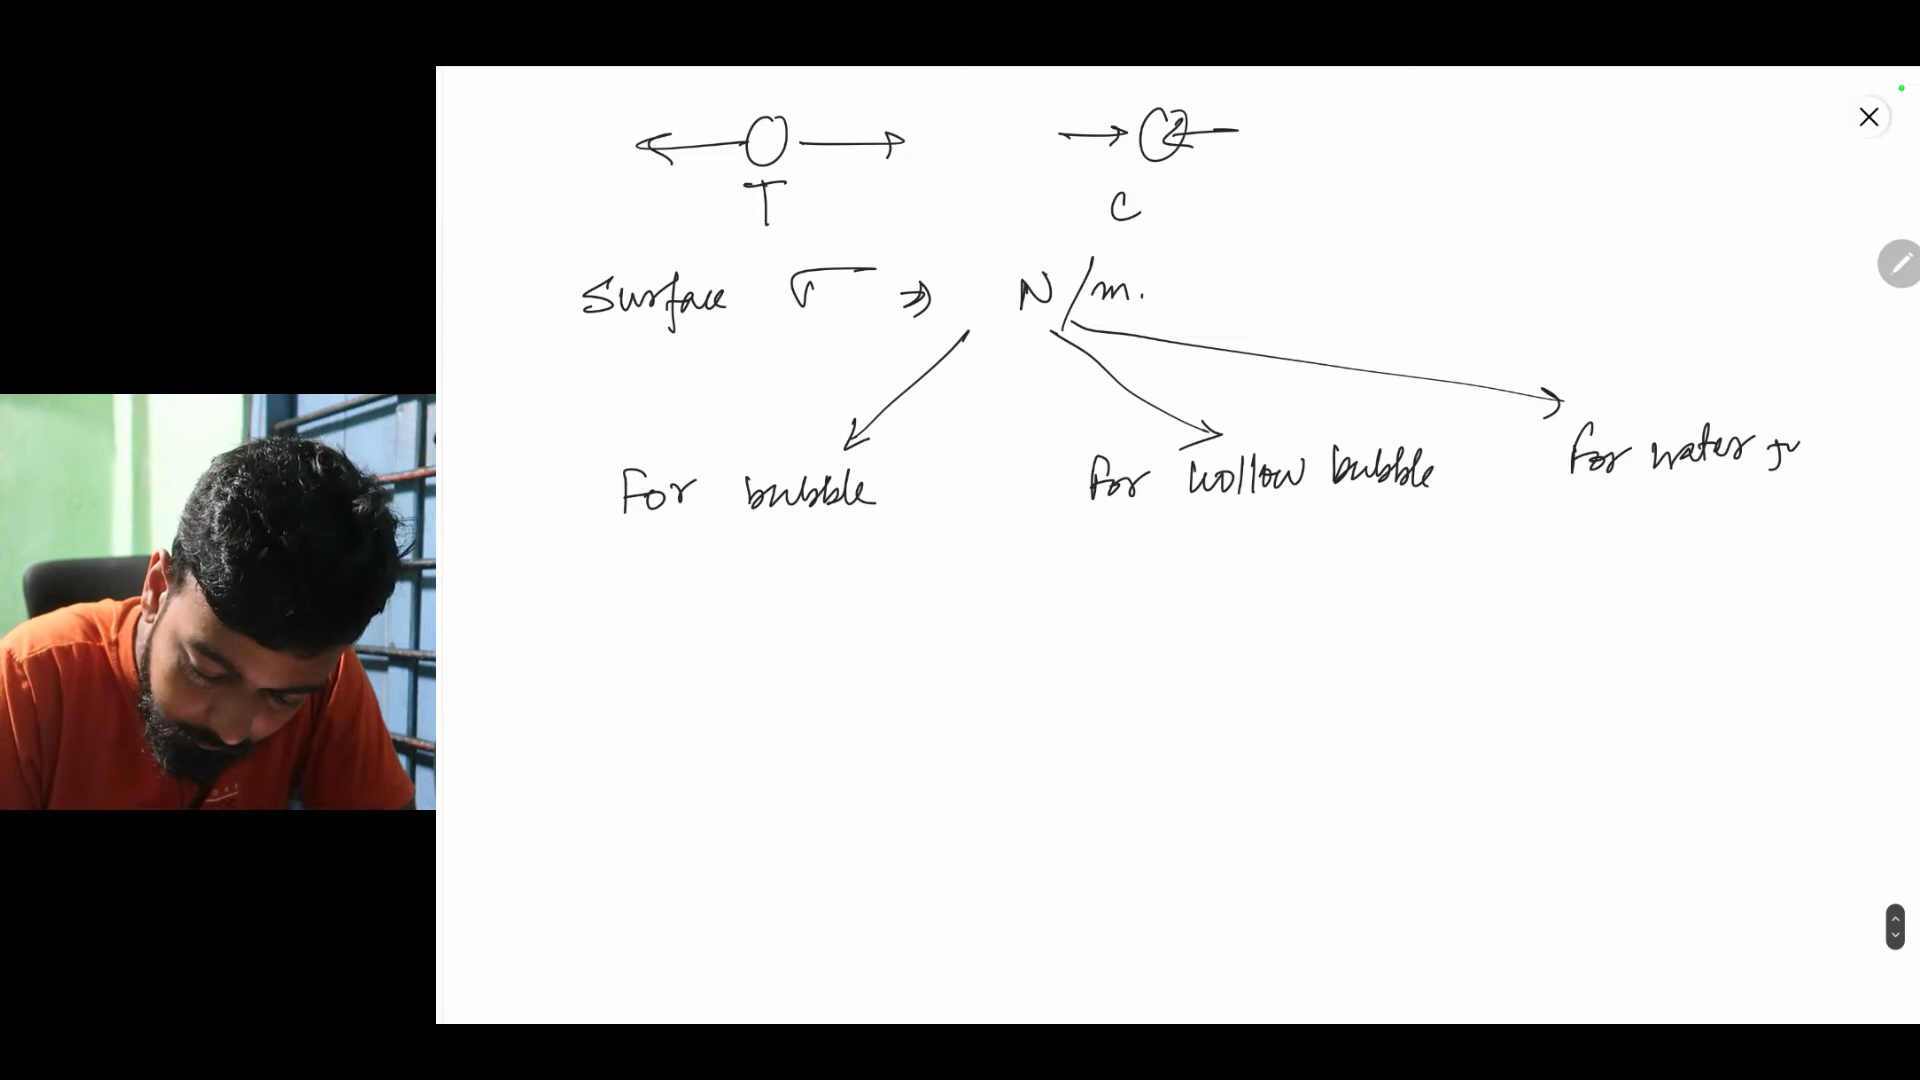 T C
Surface σ ⇒ N/m.
For bubble
For hollow bubble
For water